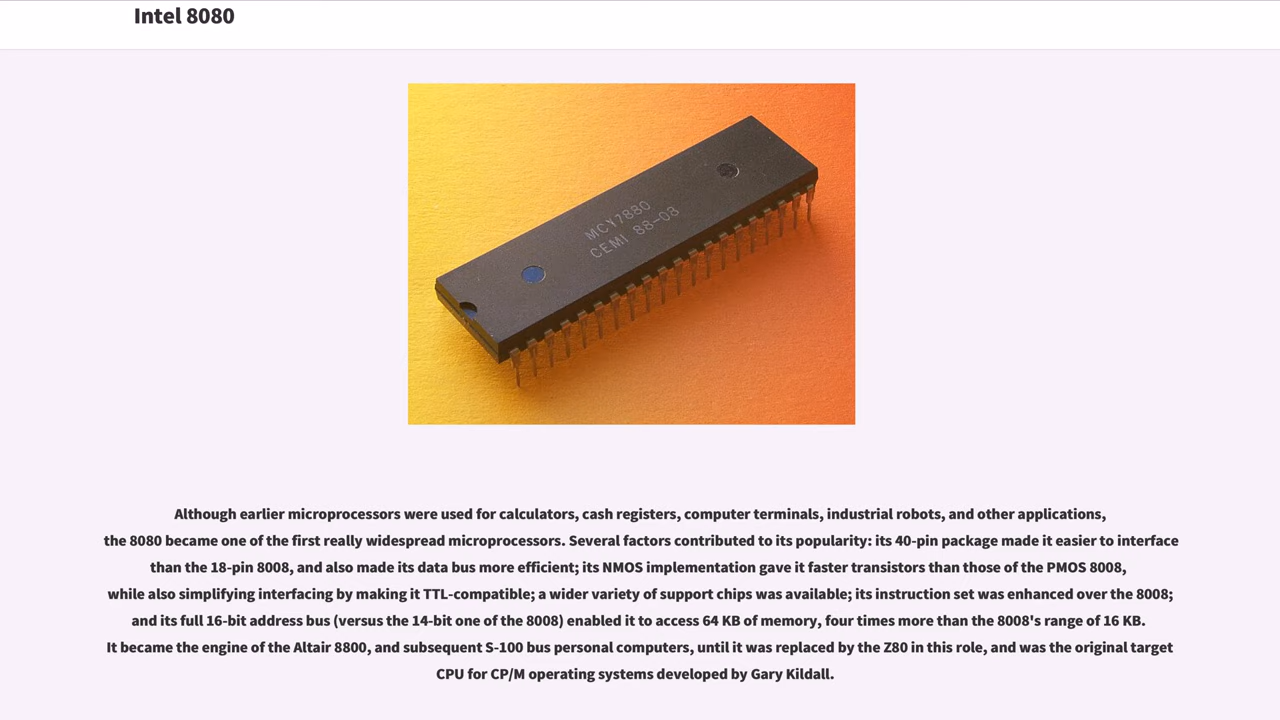 Intel 8080
MCY7880
CEMI 88-08
Although earlier microprocessors were used for calculators, cash registers, computer terminals, industrial robots, and other applications,
the 8080 became one of the first really widespread microprocessors. Several factors contributed to its popularity: its 40-pin package made it easier to interface
than the 18-pin 8008, and also made its data bus more efficient; its NMOS implementation gave it faster transistors than those of the PMOS 8008,
while also simplifying interfacing by making it TTL-compatible; a wider variety of support chips was available; its instruction set was enhanced over the 8008;
and its full 16-bit address bus (versus the 14-bit one of the 8008) enabled it to access 64 KB of memory, four times more than the 8008's range of 16 KB.
It became the engine of the Altair 8800, and subsequent S-100 bus personal computers, until it was replaced by the Z80 in this role, and was the original target
CPU for CP/M operating systems developed by Gary Kildall.